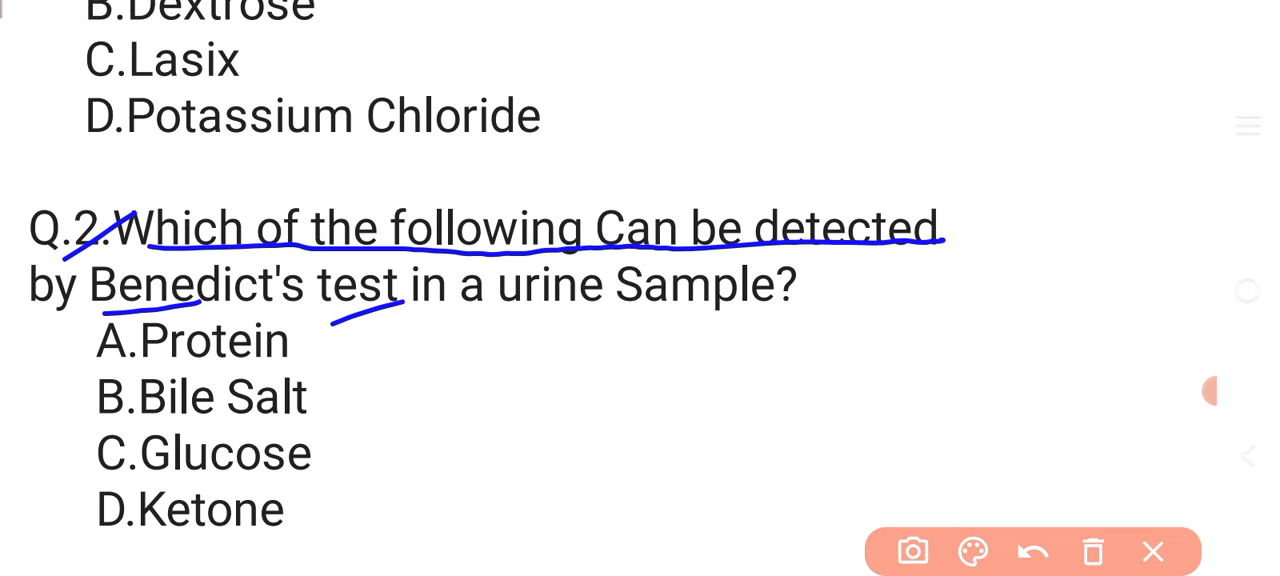 B.Dextrose
C.Lasix
D.Potassium Chloride
Q.2.Which of the following Can be detected
by Benedict's test in a urine Sample?
A.Protein
B.Bile Salt
C.Glucose
D.Ketone